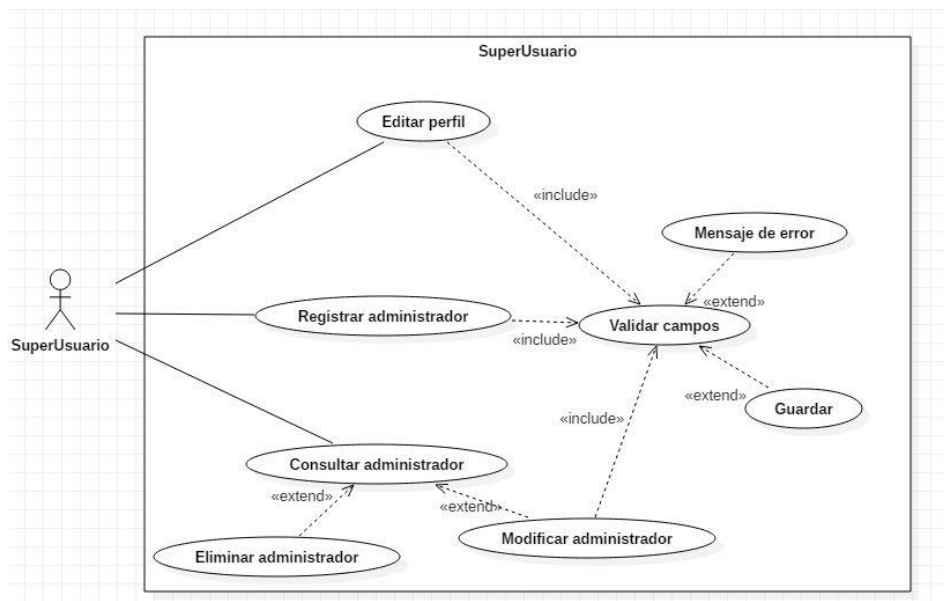 SuperUsuario
Editar perfil
«include»
Mensaje de error
«extend»
Registrar administrador
Validar campos
«include»
SuperUsuario
«extend»
Guardar
«include»
Consultar administrador
«extend»
«extend»
Modificar administrador
Eliminar administrador